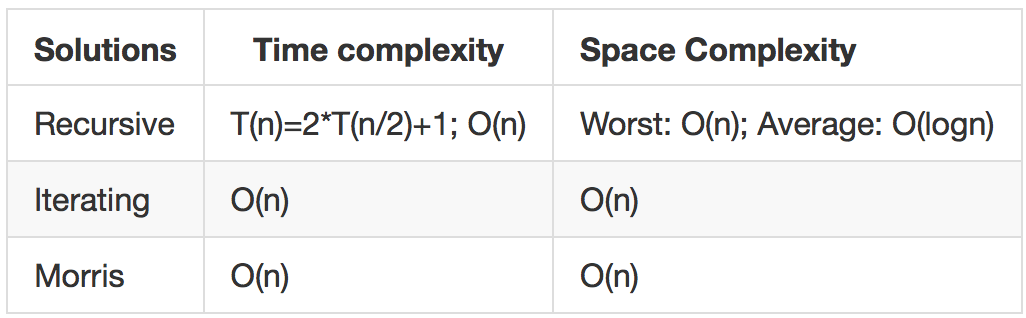 Solutions Time complexity Space Complexity
Recursive T(n)=2*T(n/2)+1; O(n) Worst: O(n); Average: O(logn)
Iterating O(n) O(n)
Morris O(n) O(n)